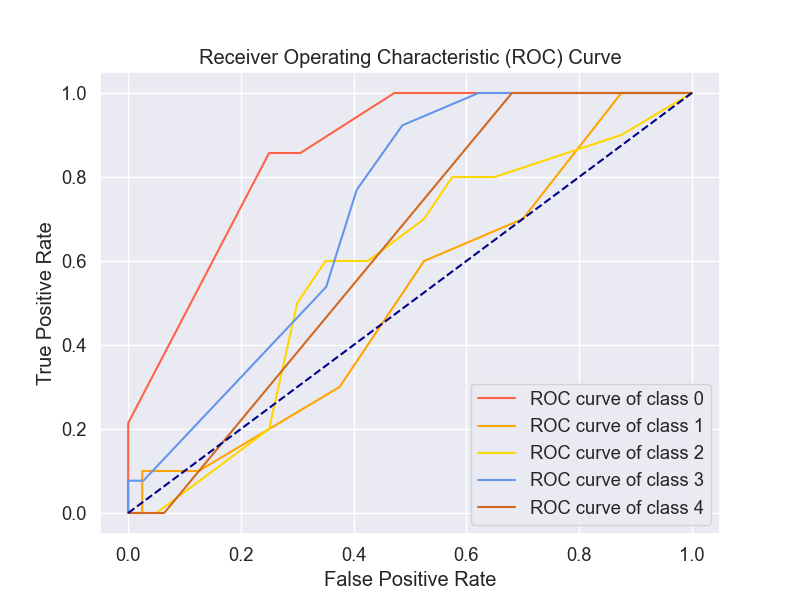 Receiver Operating Characteristic (ROC) Curve
True Positive Rate
1.0
0.8
0.6
0.4
0.2
0.0
ROC curve of class 0
ROC curve of class 1
ROC curve of class 2
ROC curve of class 3
ROC curve of class 4
0.0 0.2 0.4 0.6 0.8 1.0
False Positive Rate